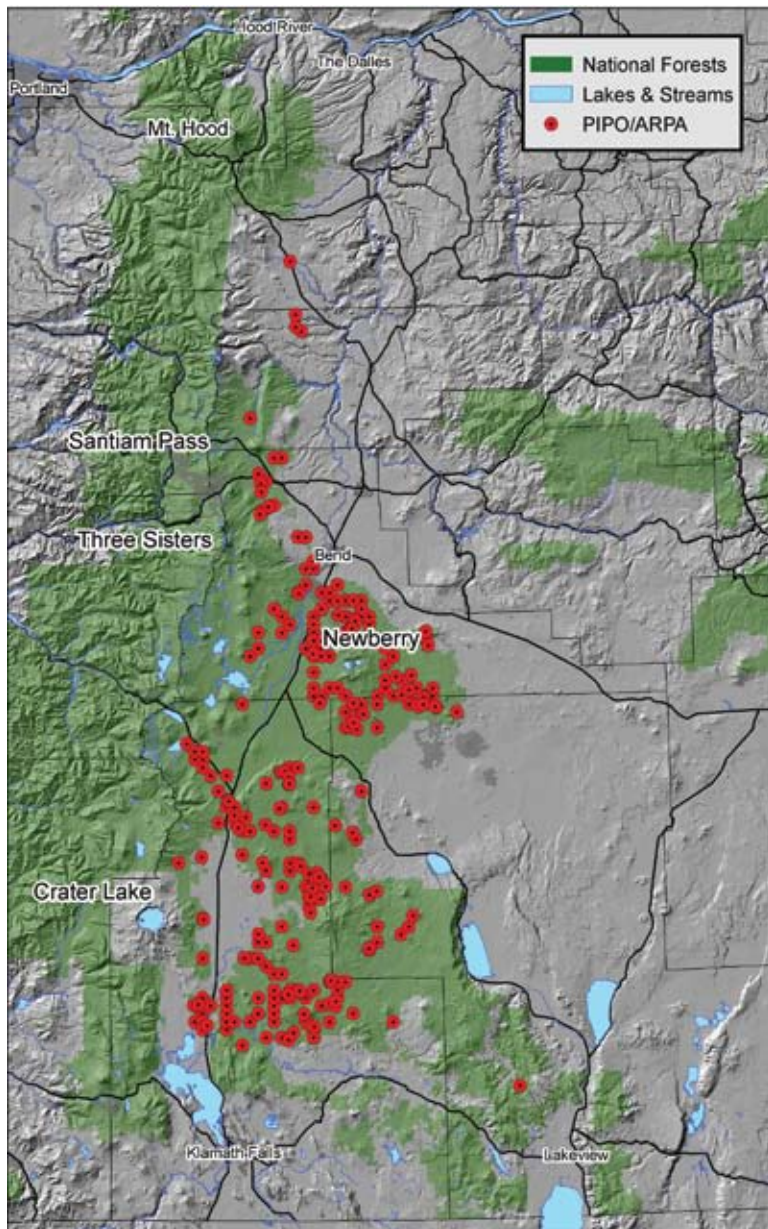 Hood River
The Dalles
Portland
Mt. Hood
National Forests
Lakes & Streams
PIPO/ARPA
Santiam Pass
Three Sisters
Bend
Newberry
Crater Lake
Klamath Falls
Lakeview